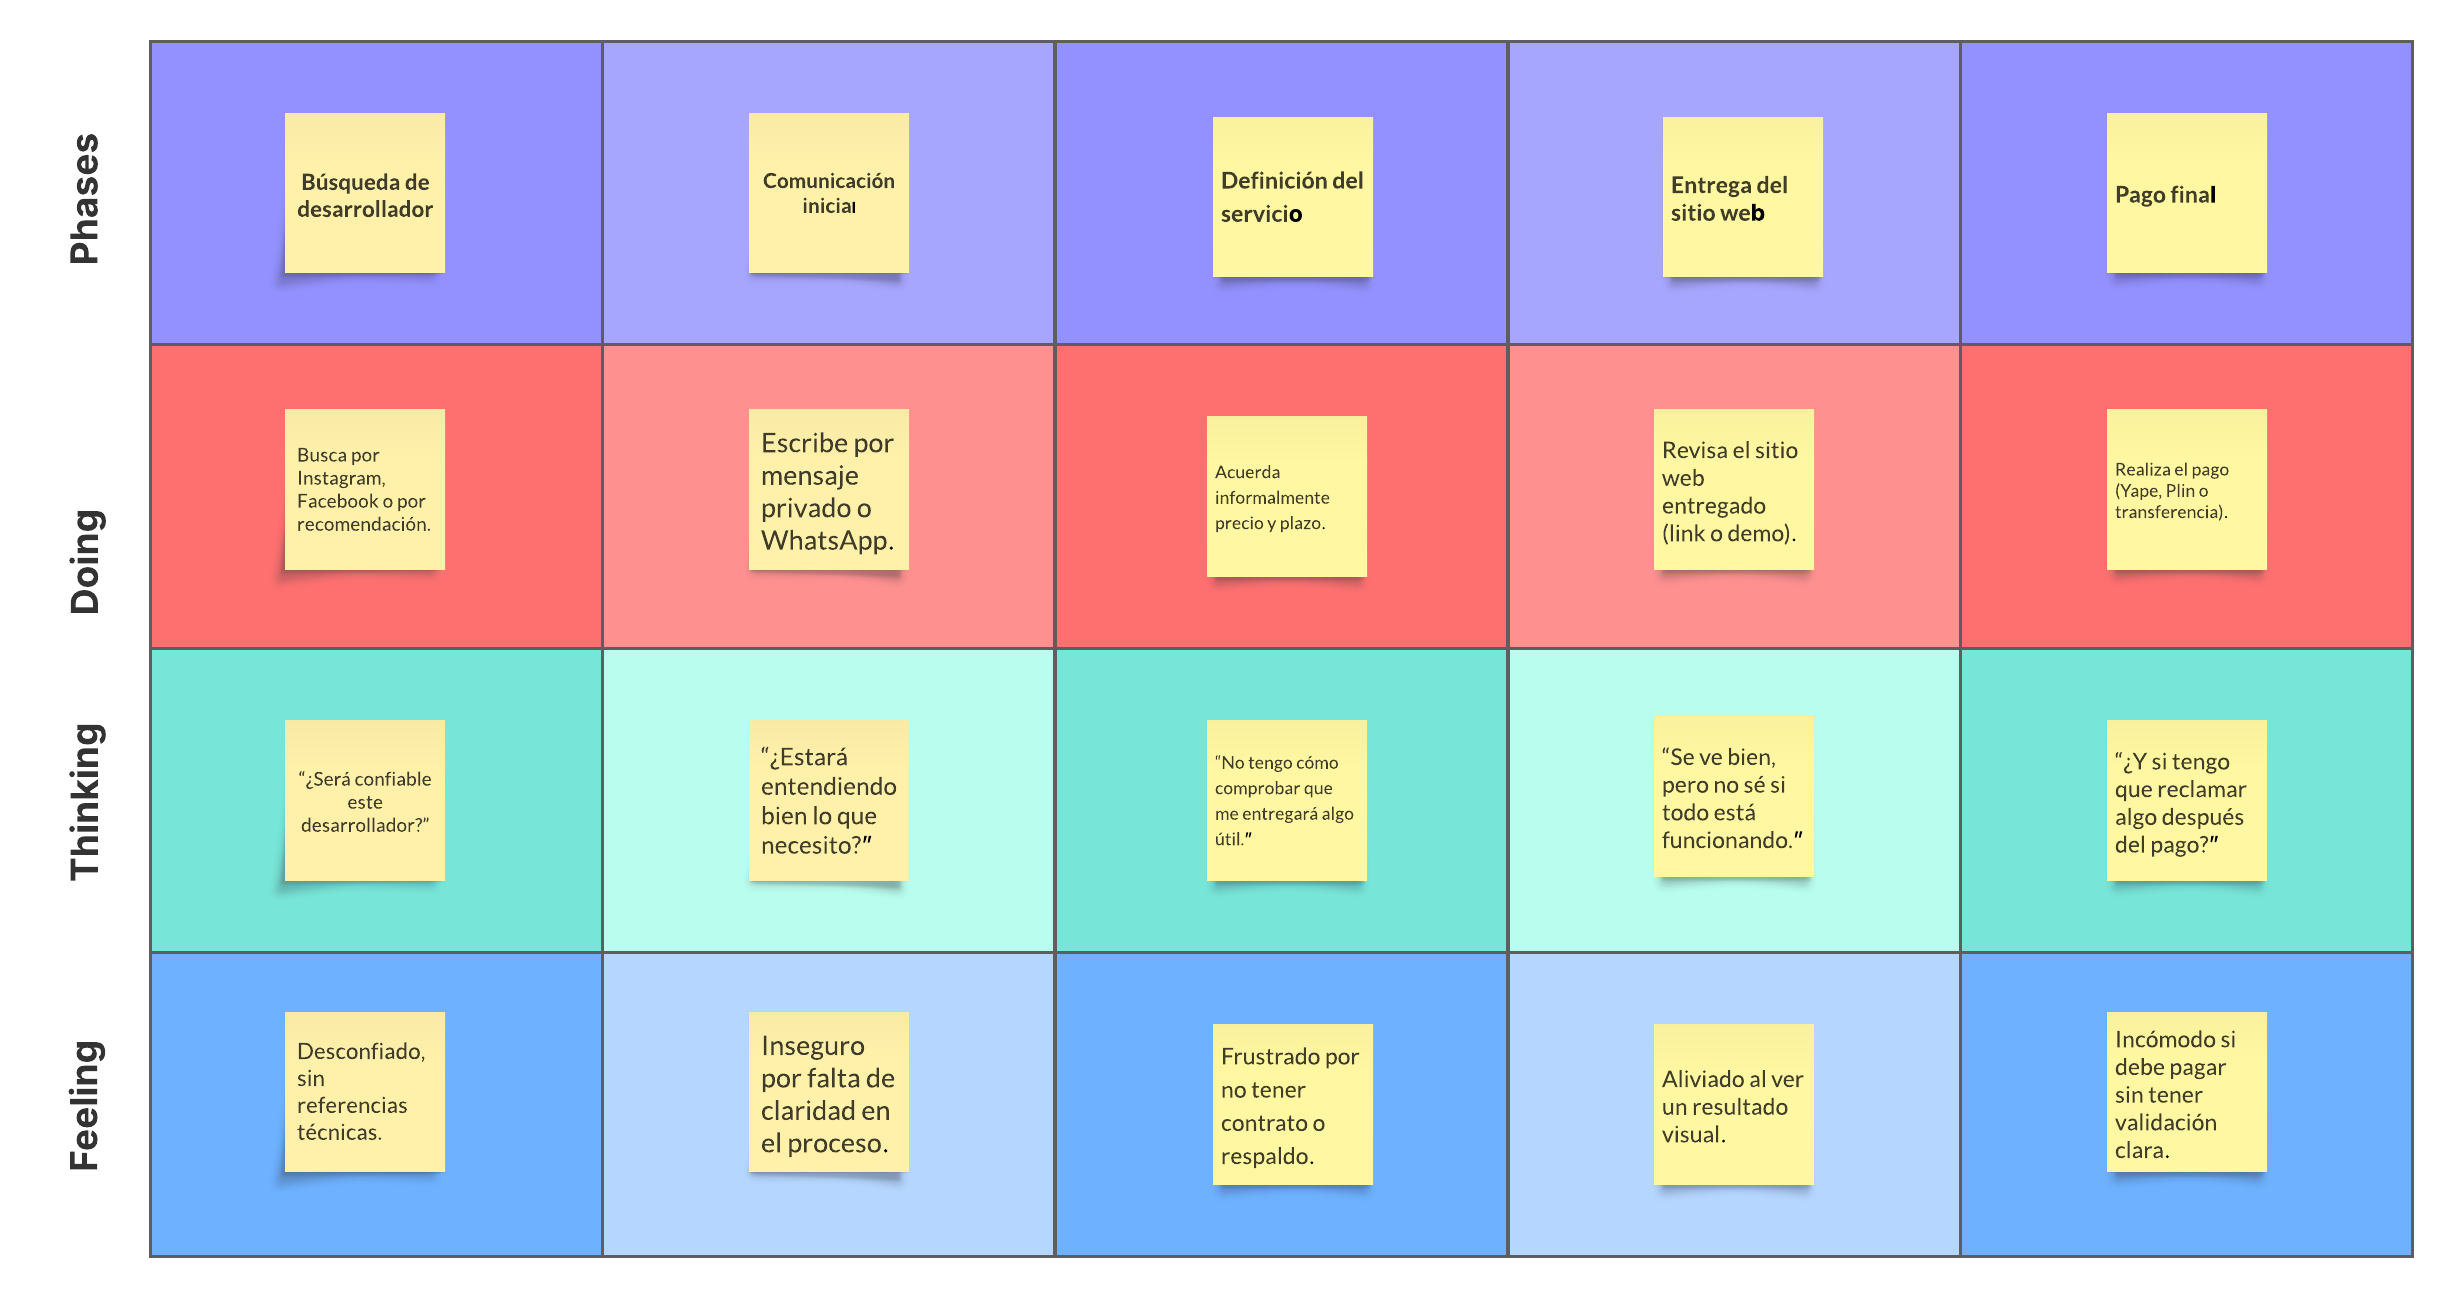 Phases
Búsqueda de
desarrollador
Comunicación
inicial
Definición del
servicio
Entrega del
sitio web
Pago final
Doing
Busca por
Instagram,
Facebook o por
recomendación.
Escribe por
mensaje
privado o
WhatsApp.
Acuerda
informalmente
precio y plazo.
Revisa el sitio
web
entregado
(link o demo).
Realiza el pago
(Yape, Plin o
transferencia).
Thinking
“¿Será confiable
este
desarrollador?”
“¿Estará
entendiendo
bien lo que
necesito?”
“No tengo cómo
comprobar que
me entregará algo
útil.”
“Se ve bien,
pero no sé si
todo está
funcionando.”
“¿Y si tengo
que reclamar
algo después
del pago?”
Feeling
Desconfiado,
sin
referencias
técnicas.
Inseguro
por falta de
claridad en
el proceso.
Frustrado por
no tener
contrato o
respaldo.
Aliviado al ver
un resultado
visual.
Incómodo si
debe pagar
sin tener
validación
clara.